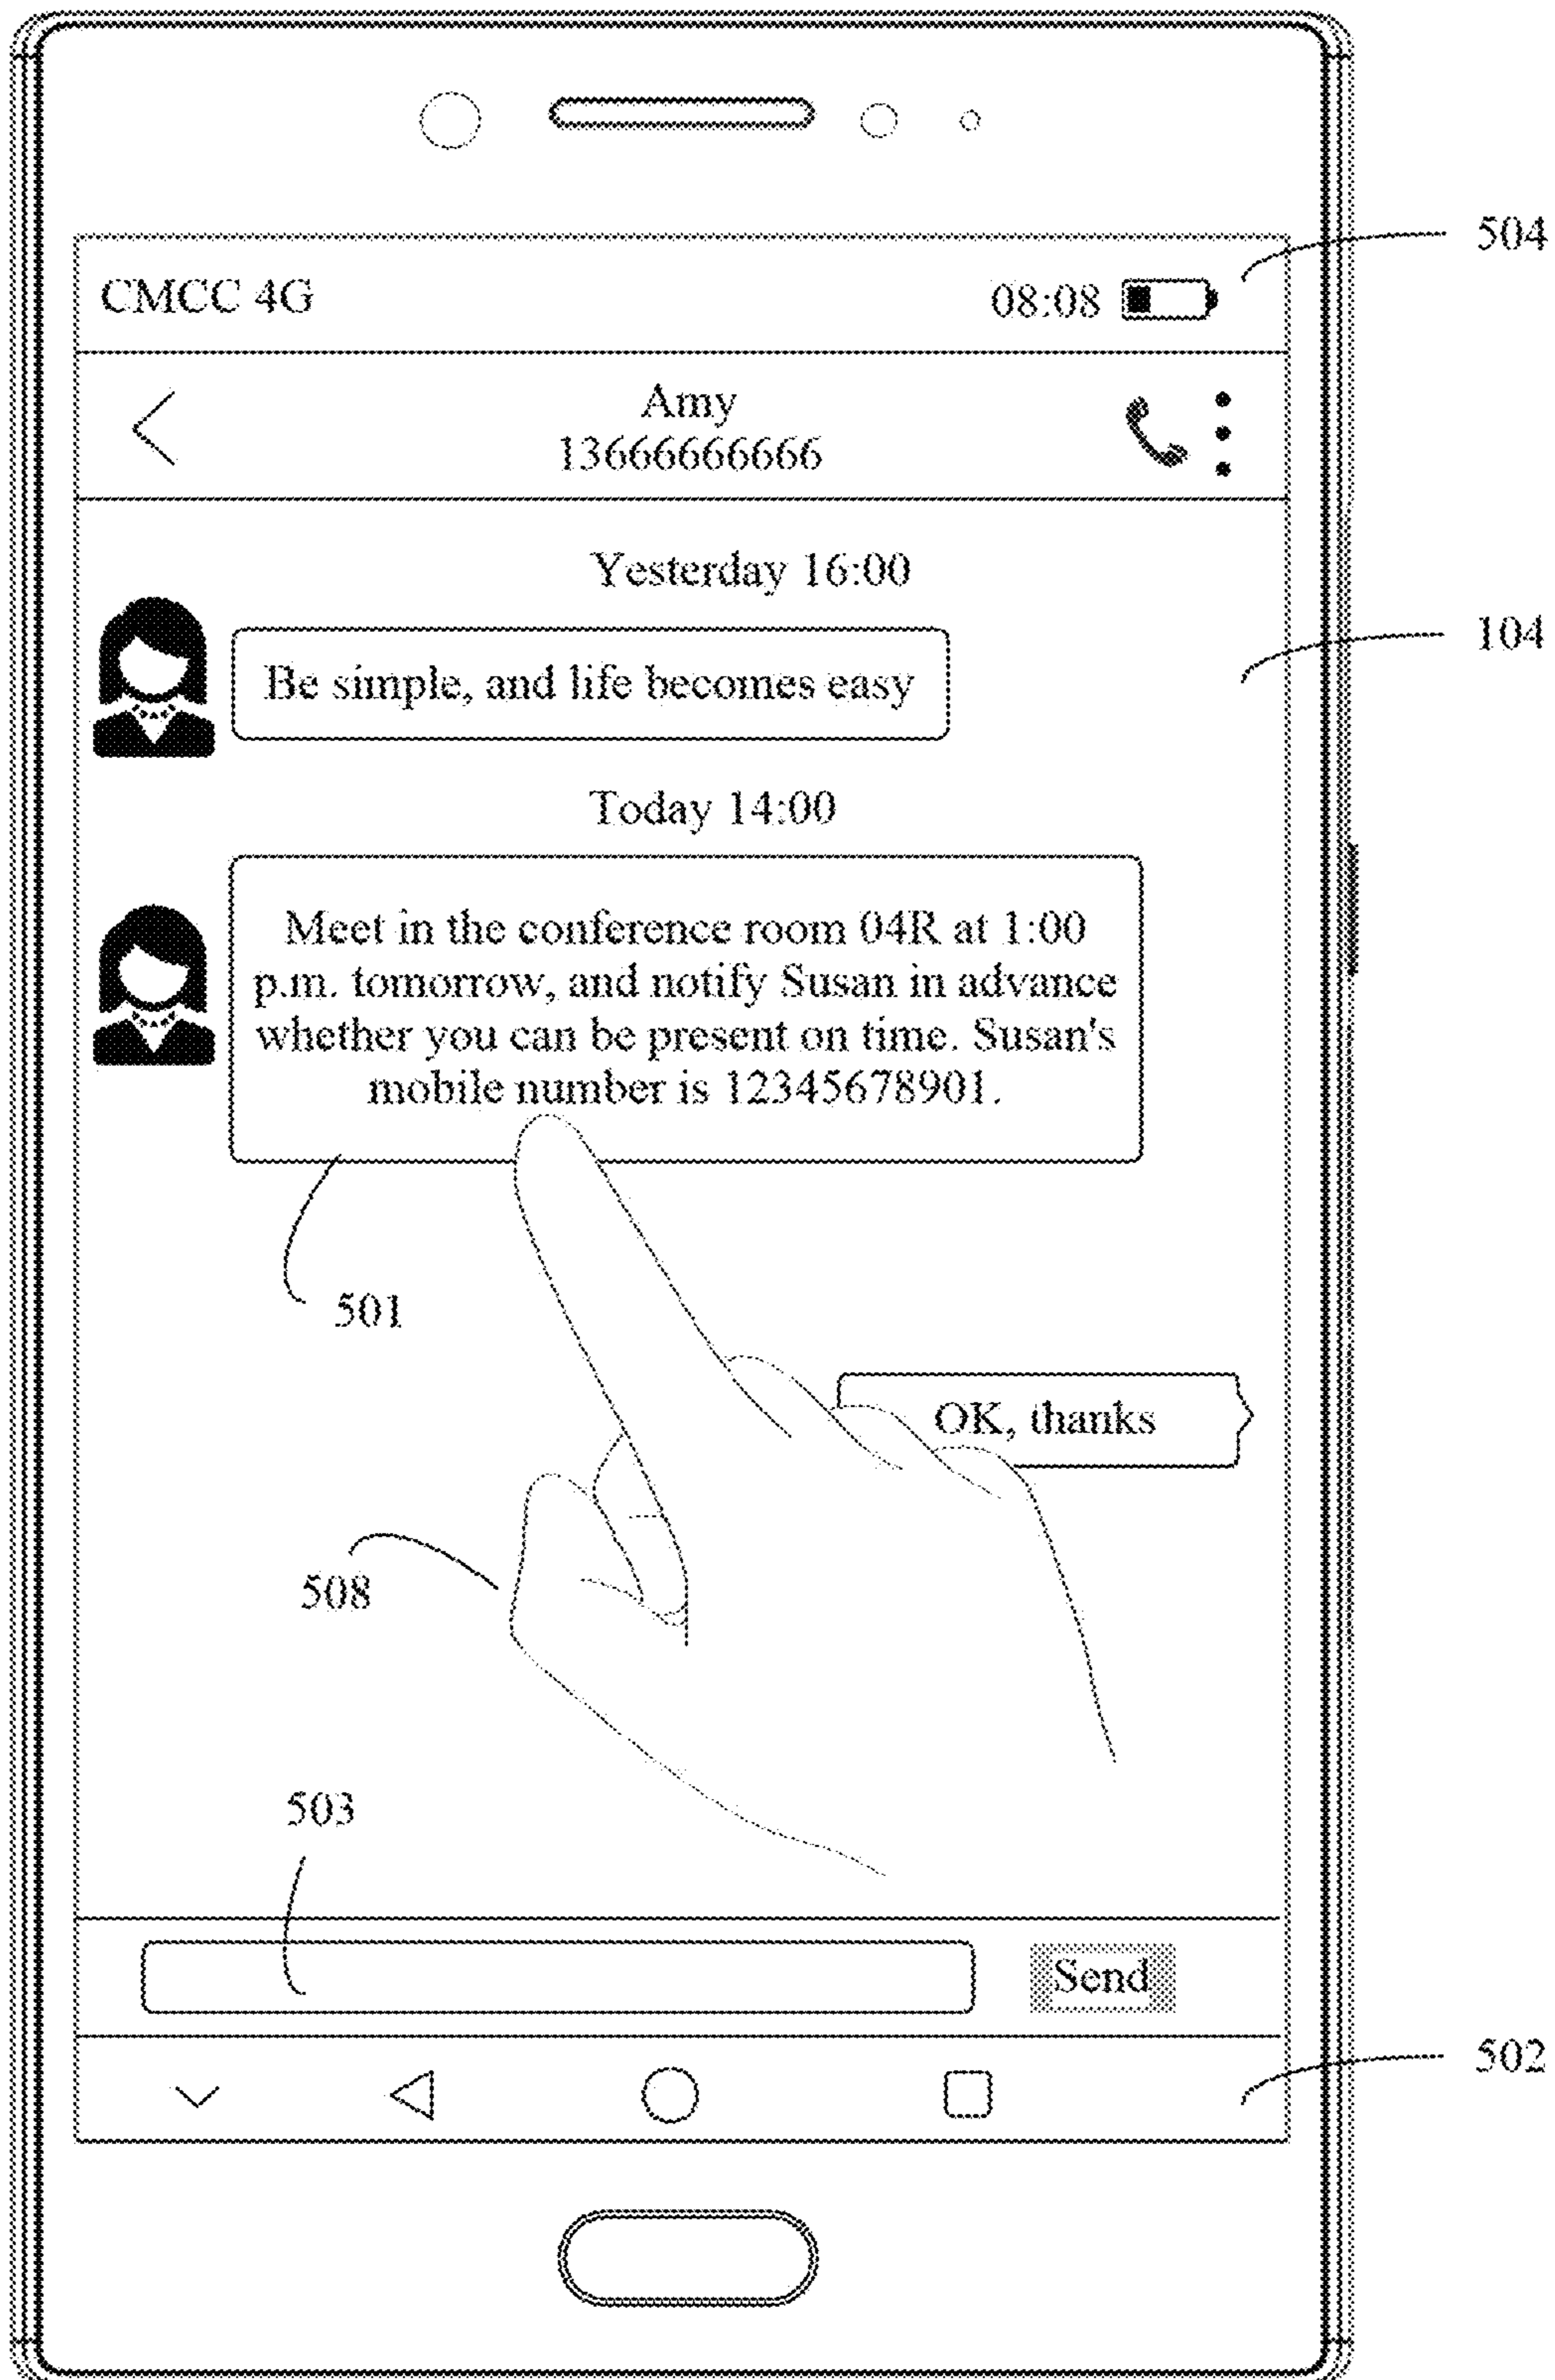 504
CMCC 4G 08:08
Amy
13666666666
Yesterday 16:00
104
Be simple, and life becomes easy
Today 14:00
Meet in the conference room 04R at 1:00
p.m. tomorrow, and notify Susan in advance
whether you can be present on time. Susan's
mobile number is 12345678901.
501
OK, thanks
508
503
Send
502